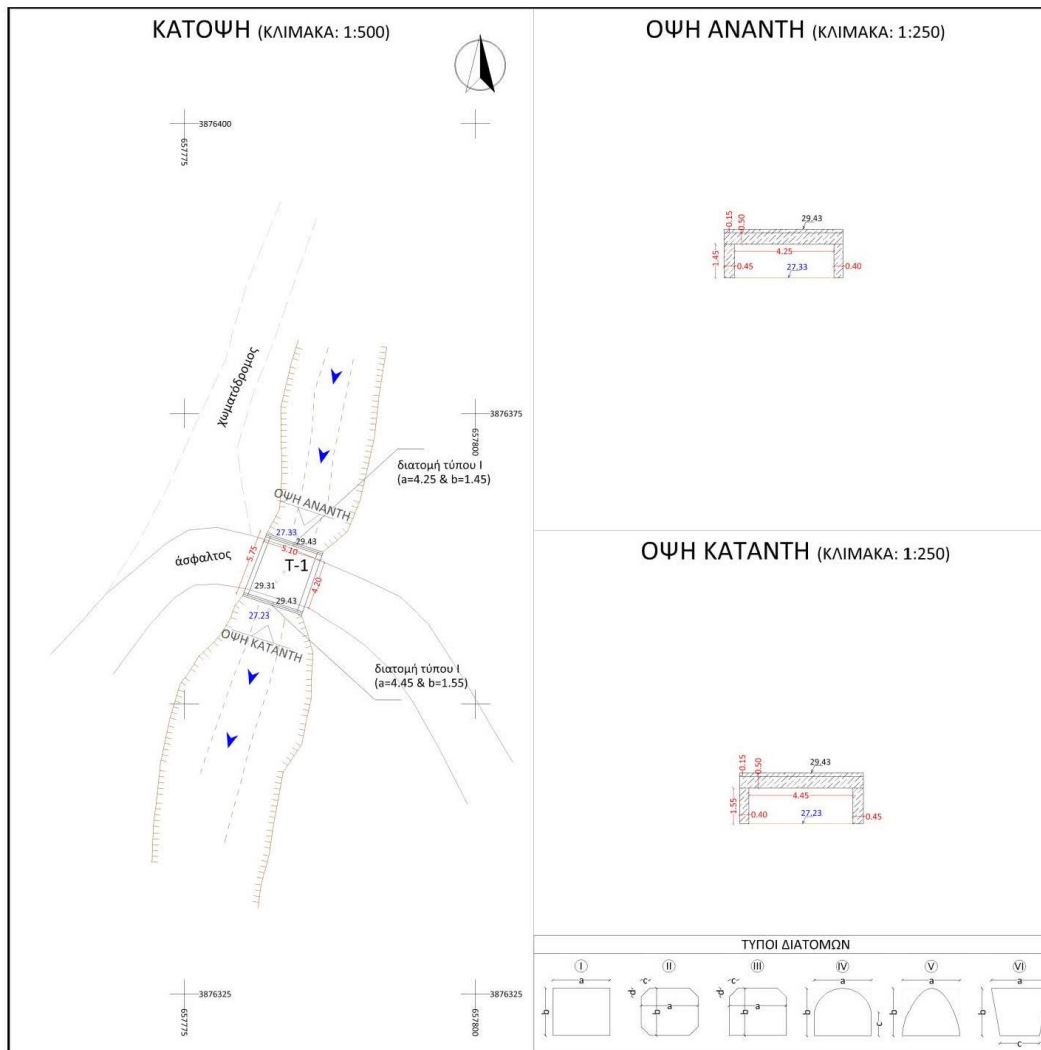 ΚΑΤΟΨΗ (ΚΛΙΜΑΚΑ: 1:500)
3876400
657775
χωματόδρομος
3876375
657800
διατομή τύπου Ι
(a=4.25 & b=1.45)
ΟΨΗ ΑΝΑΝΤΗ
27.33
29.43
5.10
5.75
άσφαλτος
T-1
4.20
29.31
29.43
27.23
ΟΨΗ ΚΑΤΑΝΤΗ
διατομή τύπου Ι
(a=4.45 & b=1.55)
3876325
3876325
657775
657800
ΟΨΗ ΑΝΑΝΤΗ (ΚΛΙΜΑΚΑ: 1:250)
0.15
0.50
29.43
1.45
4.25
0.45
27.33
0.40
ΟΨΗ ΚΑΤΑΝΤΗ (ΚΛΙΜΑΚΑ: 1:250)
0.15
0.50
29.43
1.55
4.45
0.40
27.23
0.45
ΤΥΠΟΙ ΔΙΑΤΟΜΩΝ
I II III IV V VI
a c c a a a
b d b a d b a b c b b c